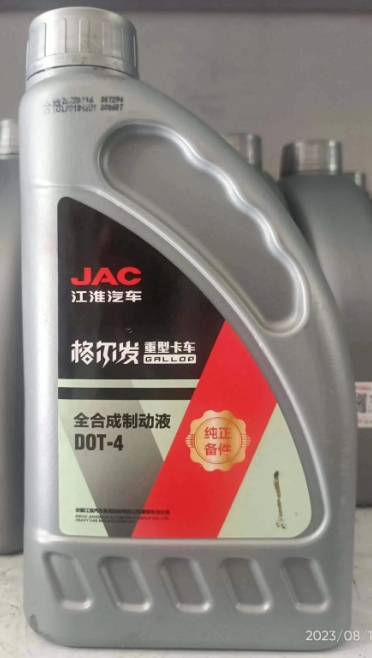 JAC
江淮汽车
格尔发 重型卡车
GALLOP
全合成制动液
DOT-4
纯正
备件
2023/08/1